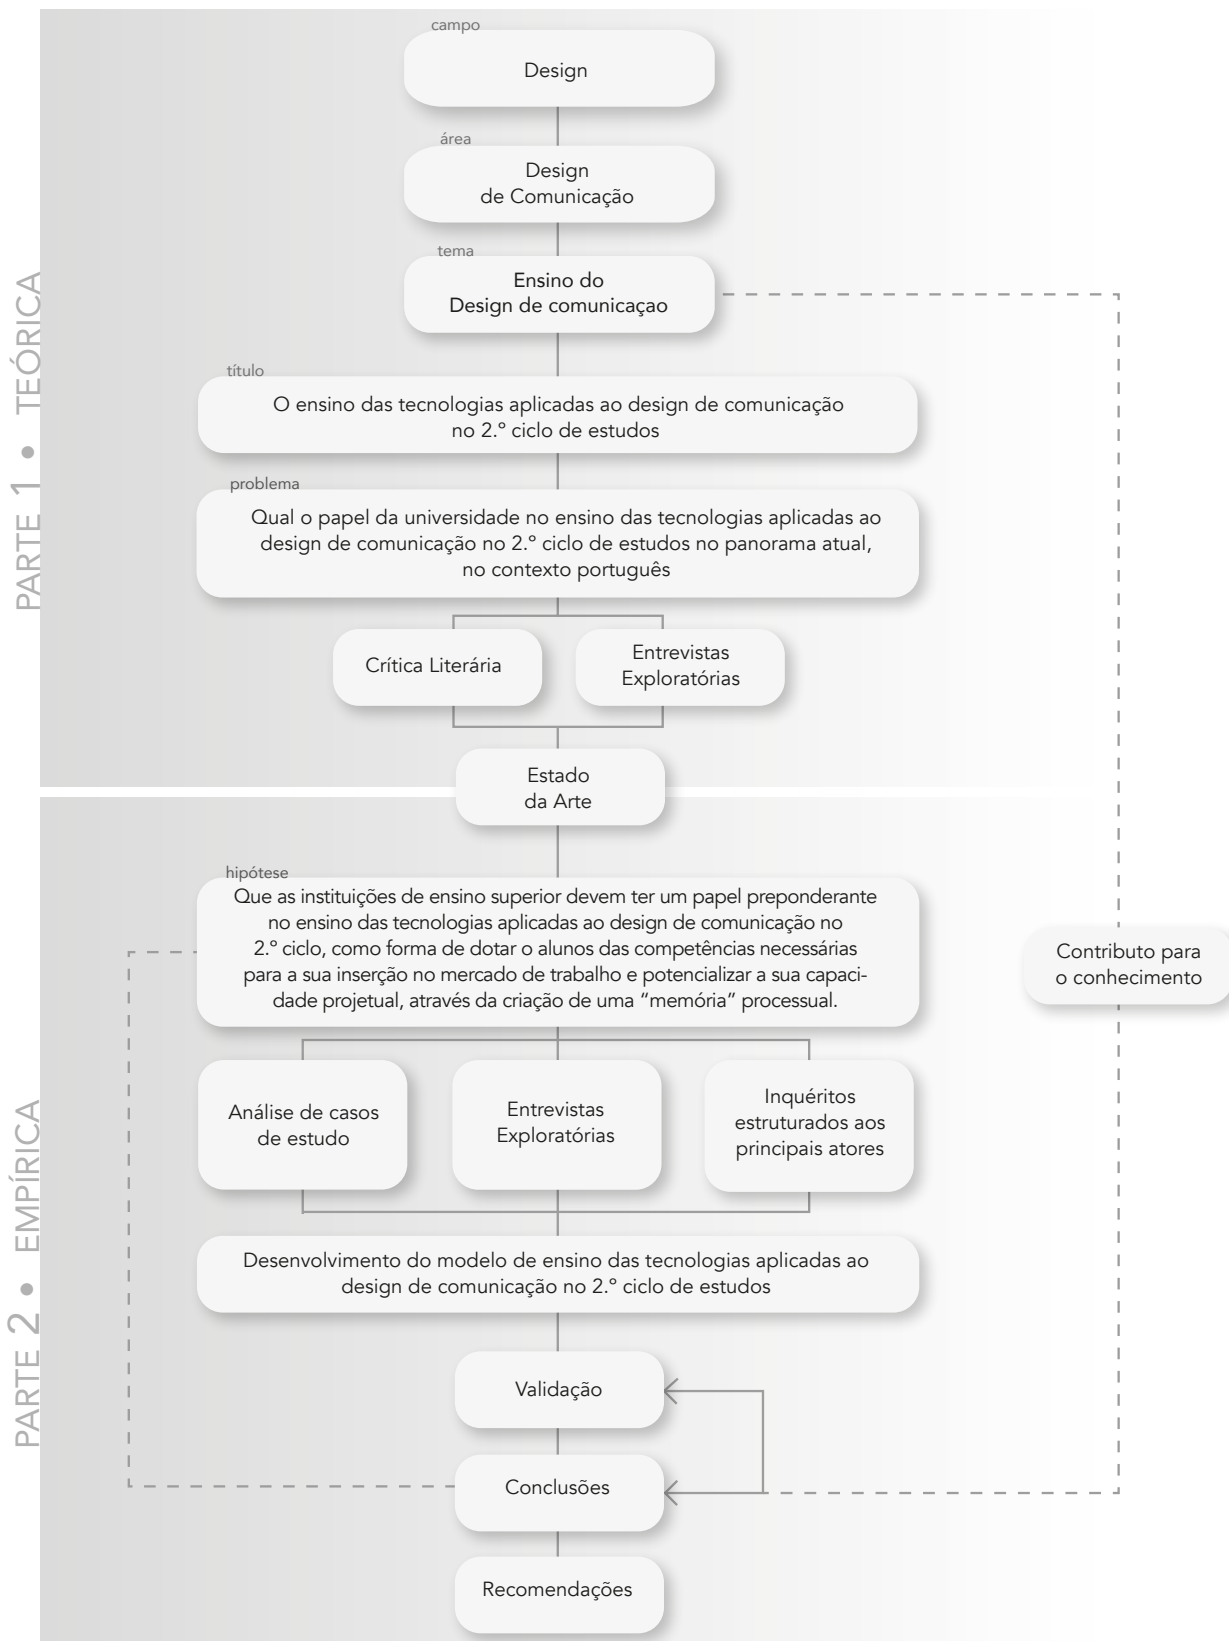 campo
Design
área
Design
de Comunicação
tema
Ensino do
Design de comunicaçao
título
O ensino das tecnologias aplicadas ao design de comunicação
no 2.º ciclo de estudos
problema
Qual o papel da universidade no ensino das tecnologias aplicadas ao
design de comunicação no 2.º ciclo de estudos no panorama atual,
no contexto português
Crítica Literária
Entrevistas
Exploratórias
Estado
da Arte
PARTE 1 • TEÓRICA
hipótese
Que as instituições de ensino superior devem ter um papel preponderante
no ensino das tecnologias aplicadas ao design de comunicação no
2.º ciclo, como forma de dotar o alunos das competências necessárias
para a sua inserção no mercado de trabalho e potencializar a sua capaci-
dade projetual, através da criação de uma “memória” processual.
Contributo para
o conhecimento
Análise de casos
de estudo
Entrevistas
Exploratórias
Inquéritos
estruturados aos
principais atores
Desenvolvimento do modelo de ensino das tecnologias aplicadas ao
design de comunicação no 2.º ciclo de estudos
Validação
Conclusões
Recomendações
PARTE 2 • EMPÍRICA